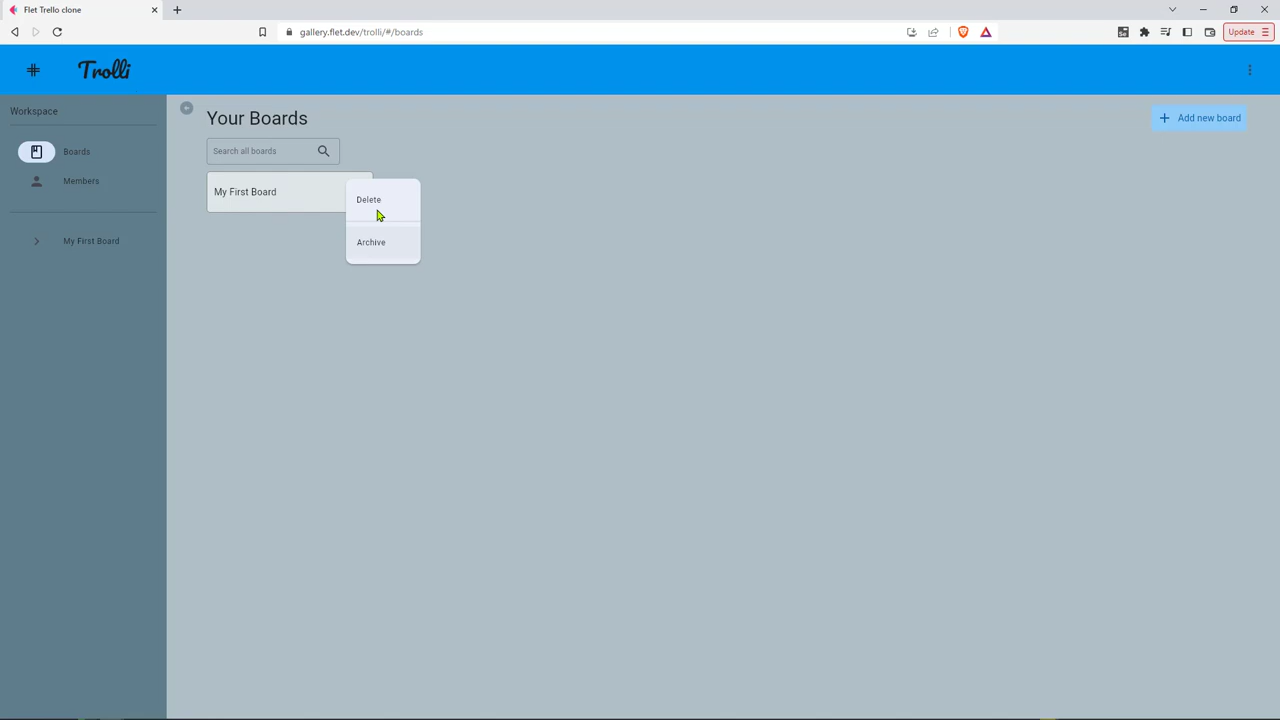 Flet Trello clone
gallery.flet.dev/trolli/#/boards
Update
Trolli
Workspace
Boards
Members
My First Board
Your Boards
Add new board
Search all boards
My First Board
Delete
Archive